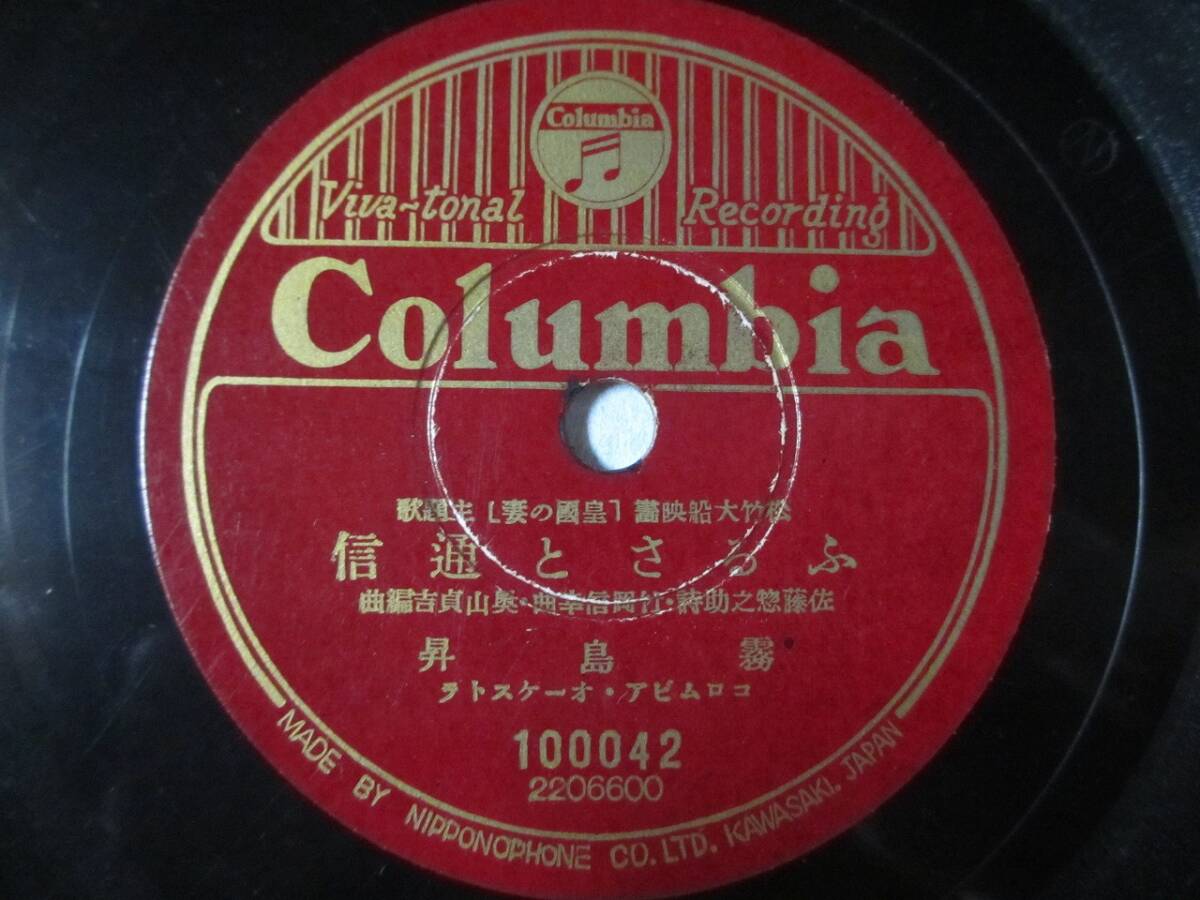 Columbia
Viva-tonal Recording
Columbia
松竹大船映畵［皇國の妻］主題歌
ふるさと通信
佐藤惣之助詩・竹岡信幸曲・奥山貞吉編曲
霧島昇
コロムビア・オーケストラ
100042
2206600
MADE BY NIPPONOPHONE CO. LTD. KAWASAKI, JAPAN